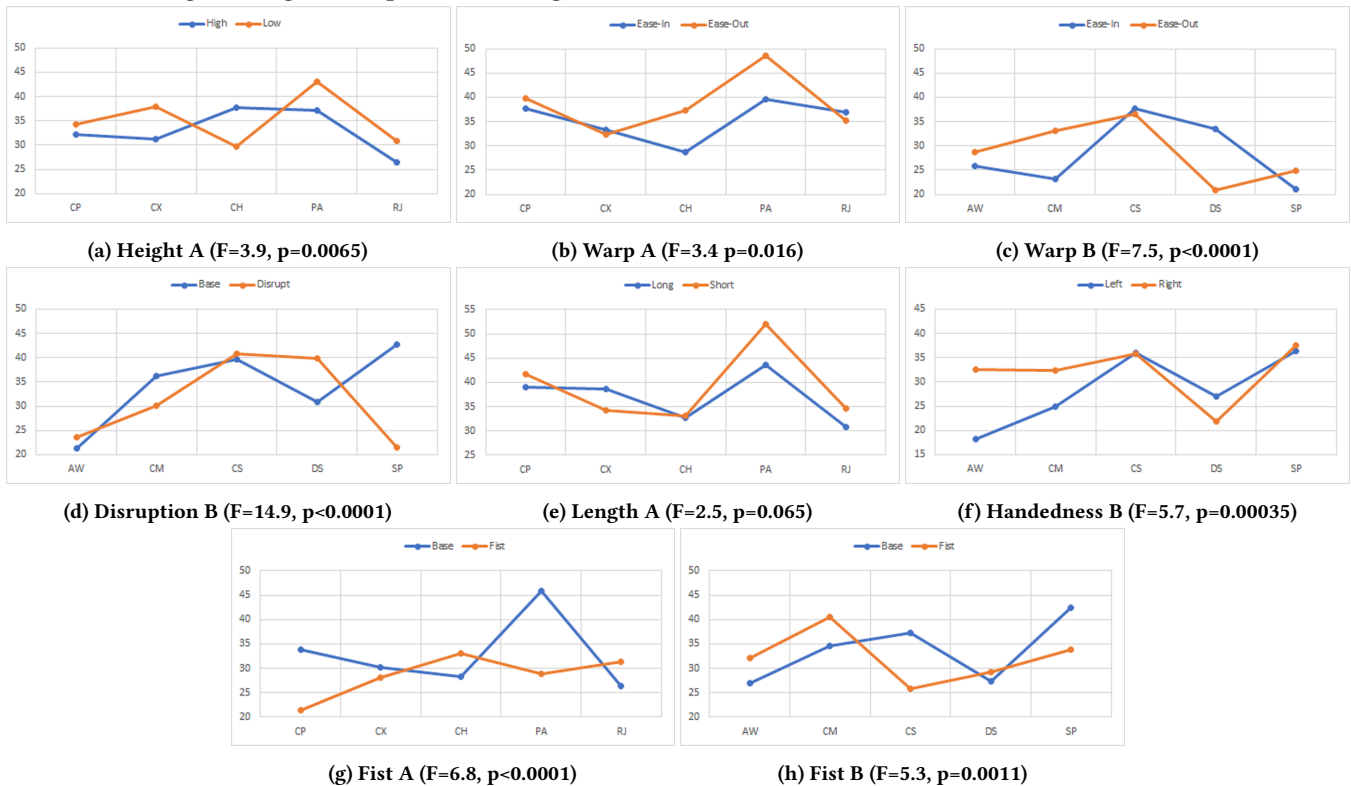 High Low
50
45
40
35
30
25
20
CP CX CH PA RJ
(a) Height A (F=3.9, p=0.0065)
Ease-In Ease-Out
50
45
40
35
30
25
20
CP CX CH PA RJ
(b) Warp A (F=3.4 p=0.016)
Ease-In Ease-Out
50
45
40
35
30
25
20
AW CM CS DS SP
(c) Warp B (F=7.5, p<0.0001)
Base Disrupt
50
45
40
35
30
25
20
AW CM CS DS SP
(d) Disruption B (F=14.9, p<0.0001)
Long Short
55
50
45
40
35
30
25
CP CX CH PA RJ
(e) Length A (F=2.5, p=0.065)
Left Right
45
40
35
30
25
20
15
AW CM CS DS SP
(f) Handedness B (F=5.7, p=0.00035)
Base Fist
50
45
40
35
30
25
20
CP CX CH PA RJ
(g) Fist A (F=6.8, p<0.0001)
Base Fist
50
45
40
35
30
25
20
AW CM CS DS SP
(h) Fist B (F=5.3, p=0.0011)